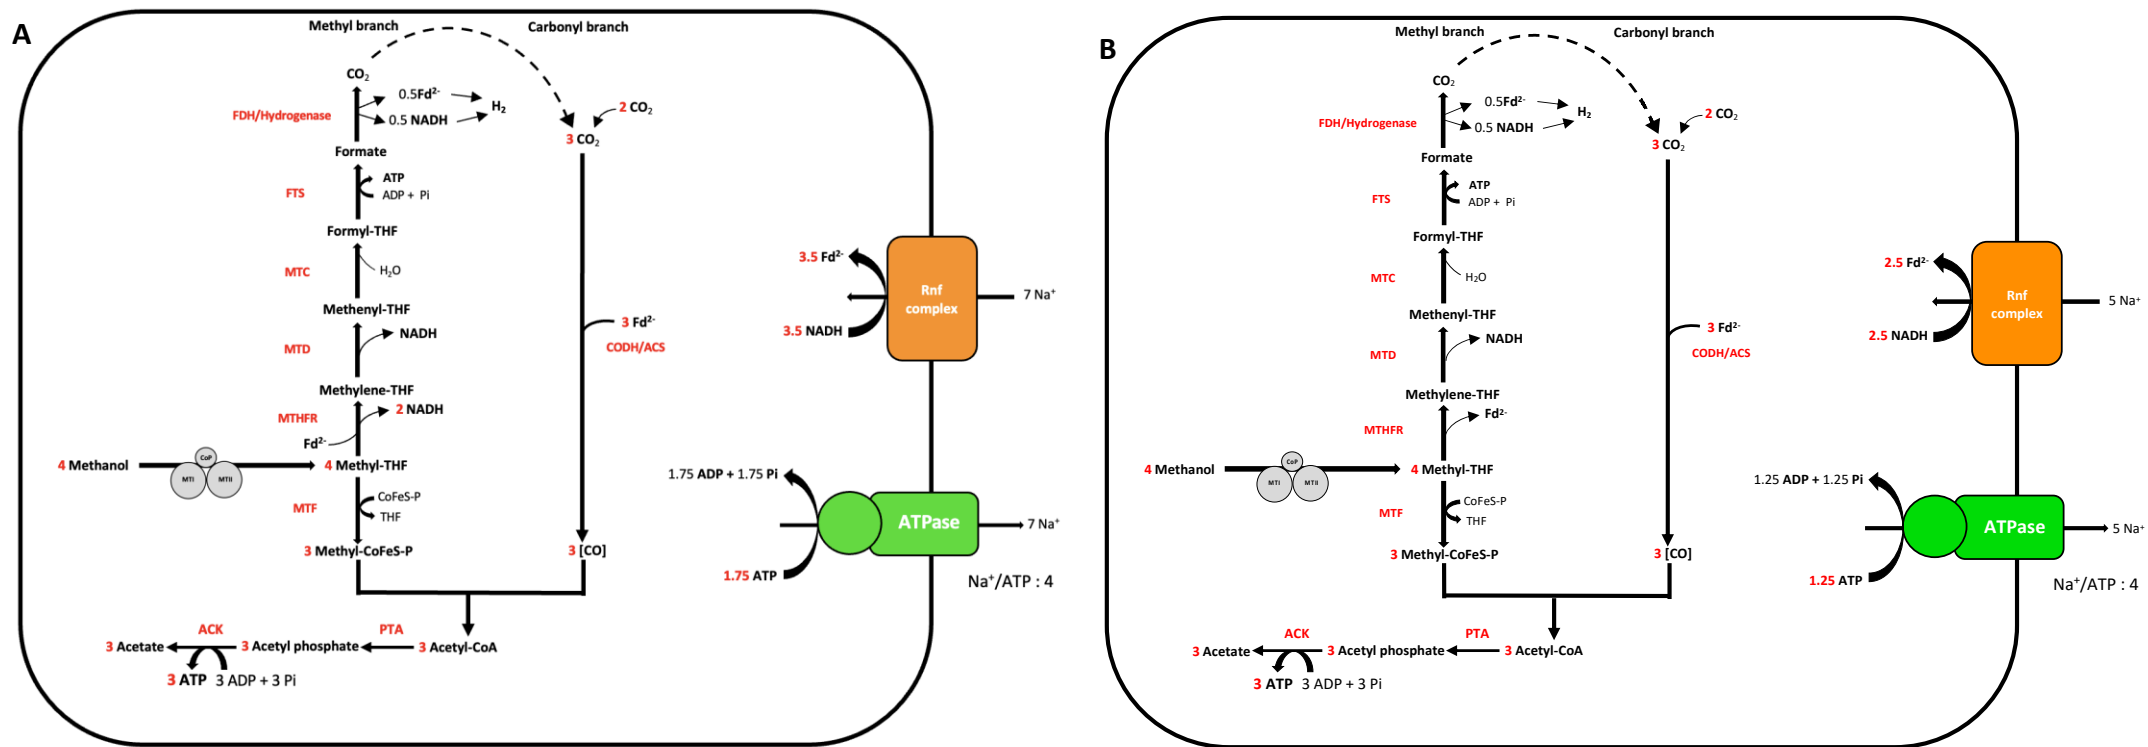 A
Methyl branch
Carbonyl branch
CO₂
0.5Fd²⁻
H₂
2 CO₂
FDH/Hydrogenase
0.5 NADH
3 CO₂
Formate
ATP
FTS
ADP + Pi
Formyl-THF
3.5 Fd²⁻
MTC
H₂O
Rnf
complex
7 Na⁺
Methenyl-THF
3 Fd²⁻
NADH
3.5 NADH
MTD
CODH/ACS
Methylene-THF
2 NADH
MTHFR
Fd²⁻
CoP
4 Methanol
4 Methyl-THF
MTI
MTII
1.75 ADP + 1.75 Pi
CoFeS-P
MTF
THF
ATPase
7 Na⁺
3 Methyl-CoFeS-P
3 [CO]
1.75 ATP
Na⁺/ATP : 4
ACK
PTA
3 Acetate
3 Acetyl phosphate
3 Acetyl-CoA
3 ATP
3 ADP + 3 Pi
B
Methyl branch
Carbonyl branch
CO₂
0.5Fd²⁻
H₂
2 CO₂
FDH/Hydrogenase
0.5 NADH
3 CO₂
Formate
ATP
FTS
ADP + Pi
Formyl-THF
2.5 Fd²⁻
MTC
H₂O
Rnf
complex
5 Na⁺
Methenyl-THF
3 Fd²⁻
NADH
2.5 NADH
MTD
CODH/ACS
Methylene-THF
Fd²⁻
MTHFR
CoP
4 Methanol
4 Methyl-THF
MTI
MTII
1.25 ADP + 1.25 Pi
CoFeS-P
MTF
THF
ATPase
5 Na⁺
3 Methyl-CoFeS-P
3 [CO]
1.25 ATP
Na⁺/ATP : 4
ACK
PTA
3 Acetate
3 Acetyl phosphate
3 Acetyl-CoA
3 ATP
3 ADP + 3 Pi